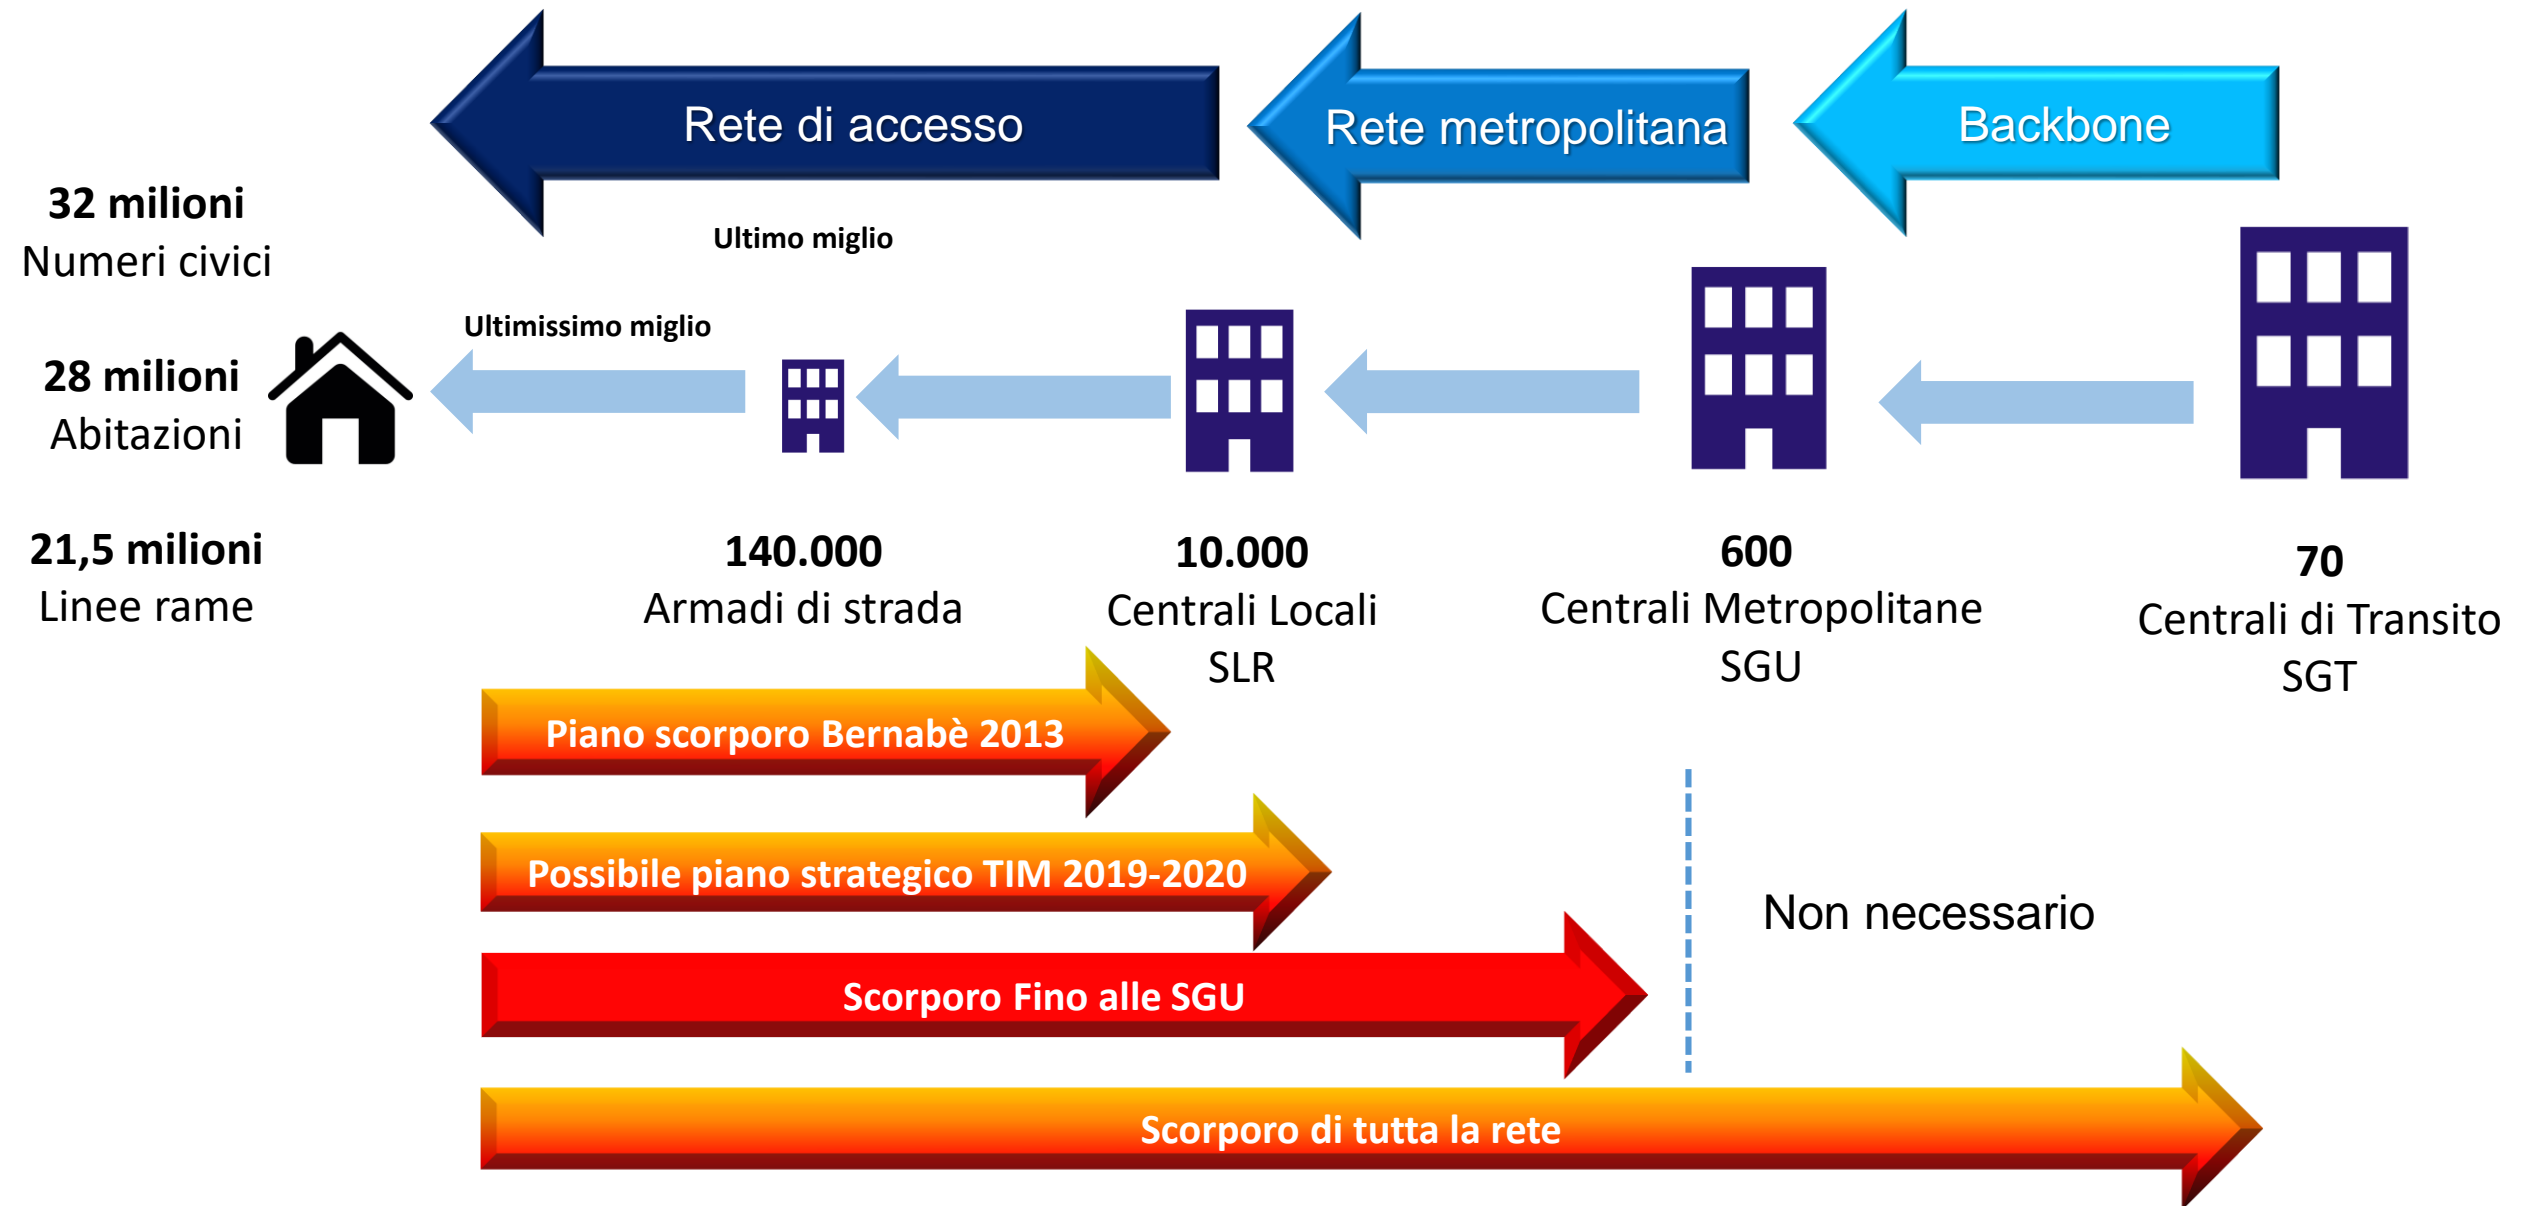 Rete di accesso
Rete metropolitana
Backbone
32 milioni
Numeri civici
Ultimo miglio
Ultimissimo miglio
28 milioni
Abitazioni
21,5 milioni
Linee rame
140.000
Armadi di strada
10.000
Centrali Locali
SLR
600
Centrali Metropolitane
SGU
70
Centrali di Transito
SGT
Piano scorporo Bernabè 2013
Possibile piano strategico TIM 2019-2020
Non necessario
Scorporo Fino alle SGU
Scorporo di tutta la rete